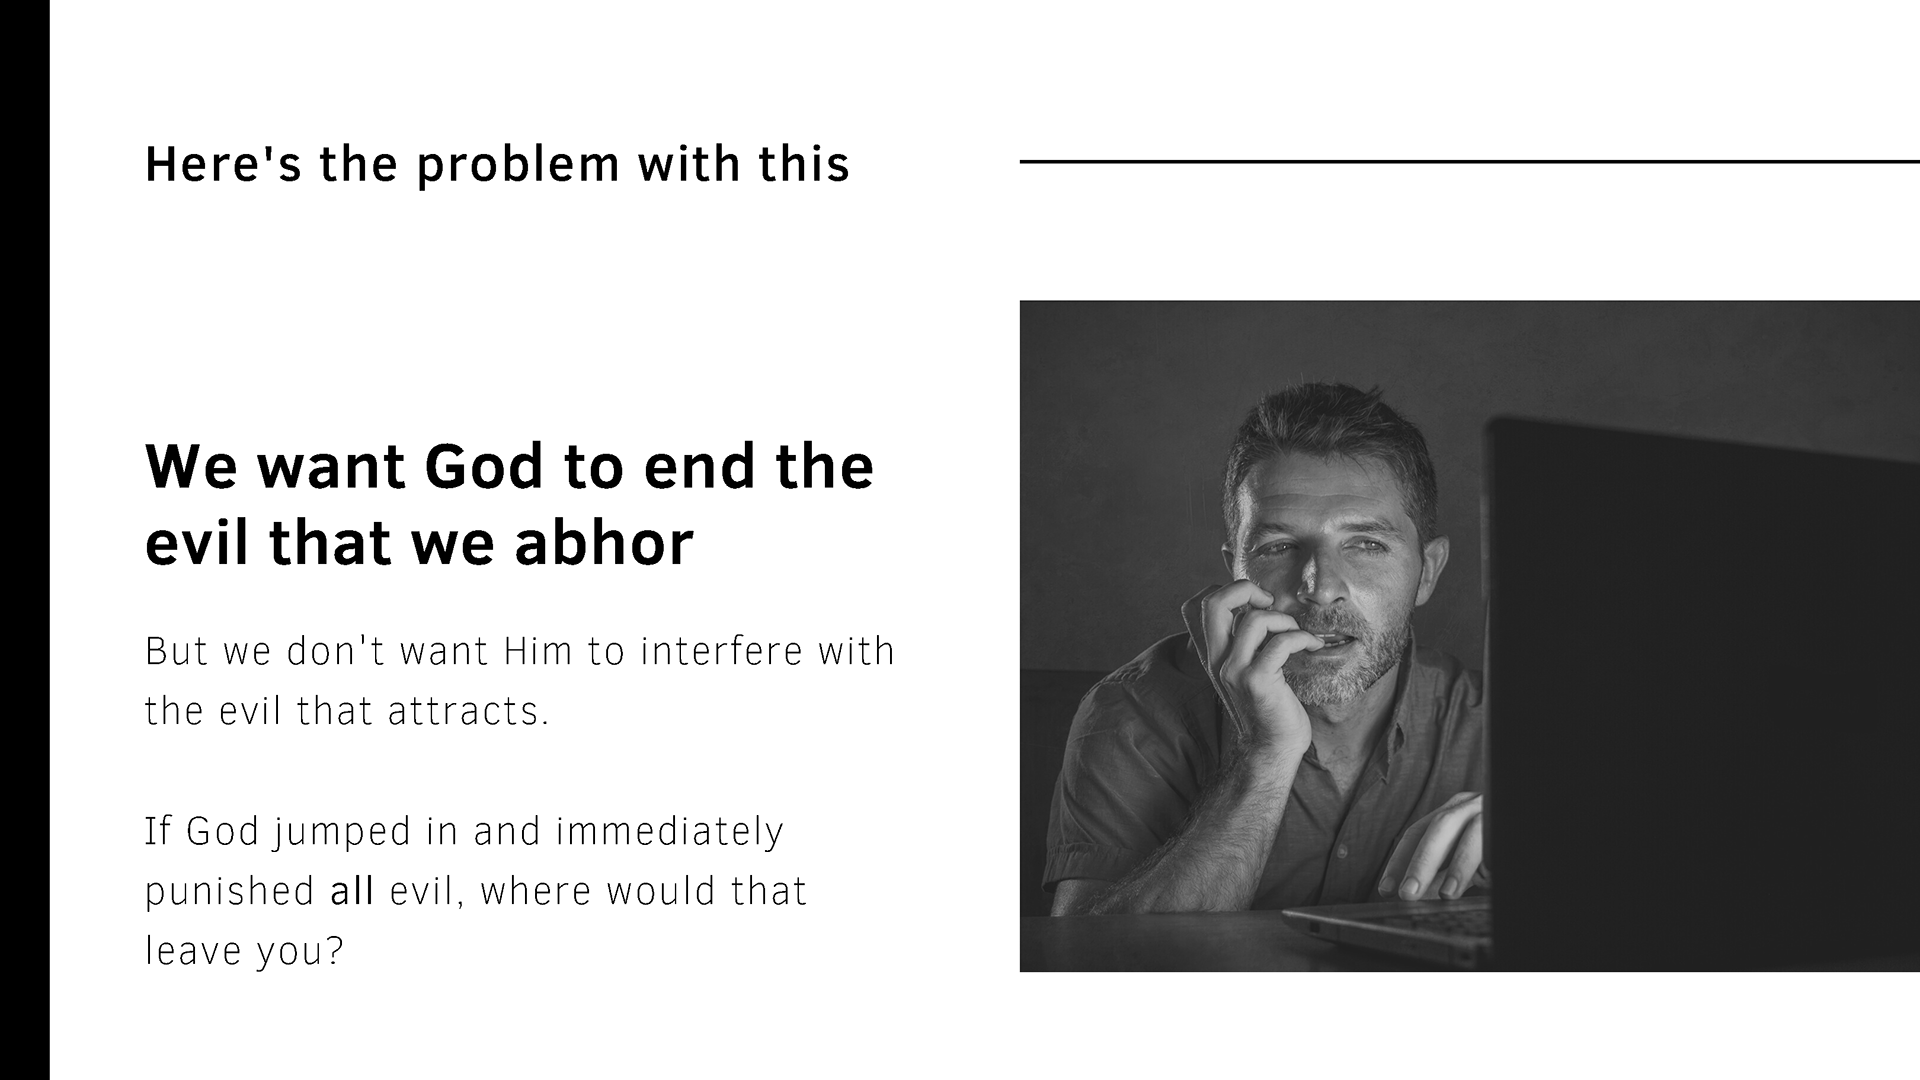 Here's the problem with this
We want God to end the
evil that we abhor
But we don't want Him to interfere with
the evil that attracts.
If God jumped in and immediately
punished all evil, where would that
leave you?